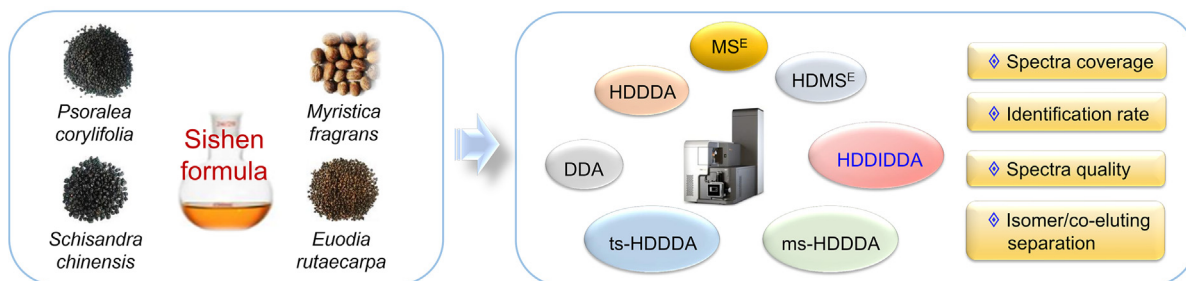 Psoralea
corylifolia
Myristica
fragrans
Sishen
formula
Schisandra
chinensis
Euodia
rutaecarpa
MSᴱ
HDDDA
HDMSᴱ
DDA
HDDIDDA
ts-HDDDA
ms-HDDDA
Spectra coverage
Identification rate
Spectra quality
Isomer/co-eluting
separation